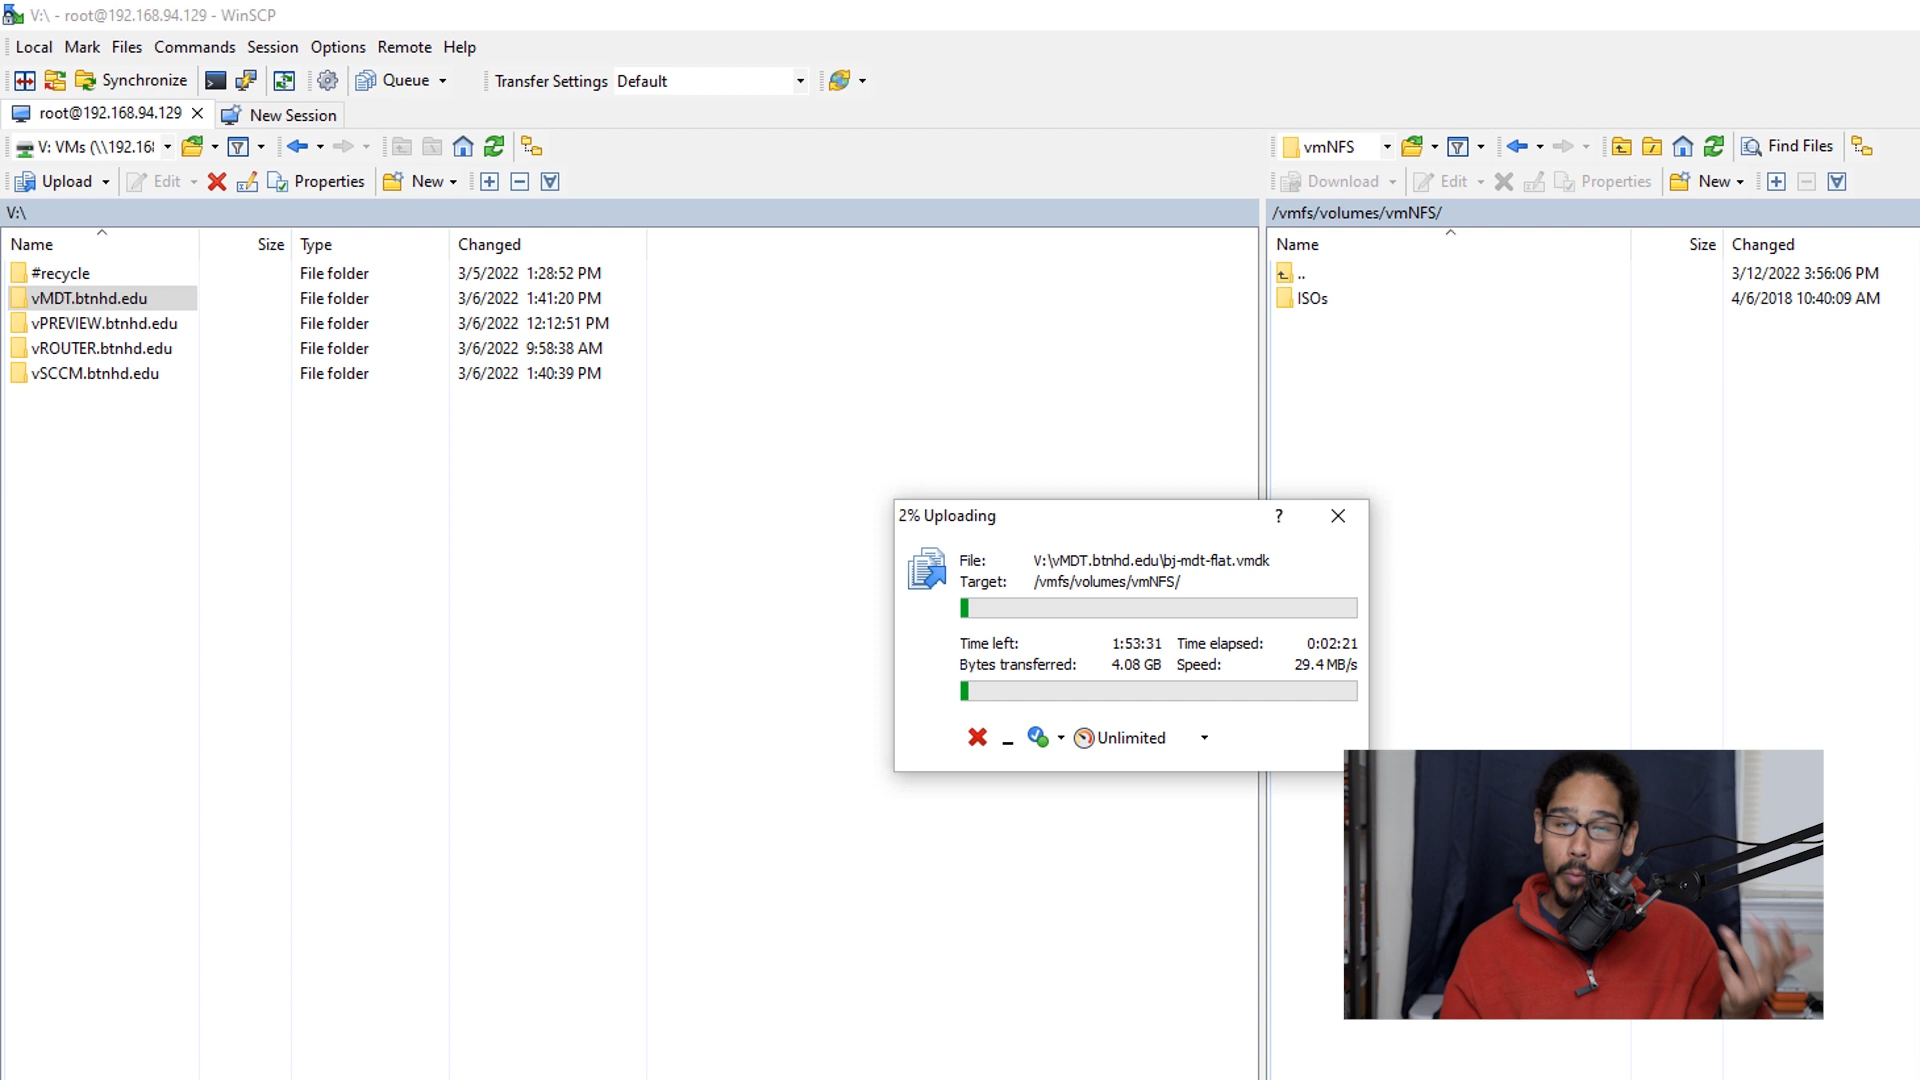 V:\ - root@192.168.94.129 - WinSCP
Local Mark Files Commands Session Options Remote Help
Synchronize Queue Transfer Settings Default
root@192.168.94.129 New Session
V: VMs (\\192.16 vmNFS Find Files
Upload Edit Properties New Download Edit Properties New
V:\ /vmfs/volumes/vmNFS/
Name Size Type Changed Name Size Changed
#recycle File folder 3/5/2022 1:28:52 PM .. 3/12/2022 3:56:06 PM
vMDT.btnhd.edu File folder 3/6/2022 1:41:20 PM ISOs 4/6/2018 10:40:09 AM
vPREVIEW.btnhd.edu File folder 3/6/2022 12:12:51 PM
vROUTER.btnhd.edu File folder 3/6/2022 9:58:38 AM
vSCCM.btnhd.edu File folder 3/6/2022 1:40:39 PM
2% Uploading ?
File: V:\vMDT.btnhd.edu\bj-mdt-flat.vmdk
Target: /vmfs/volumes/vmNFS/
Time left: 1:53:31 Time elapsed: 0:02:21
Bytes transferred: 4.08 GB Speed: 29.4 MB/s
Unlimited